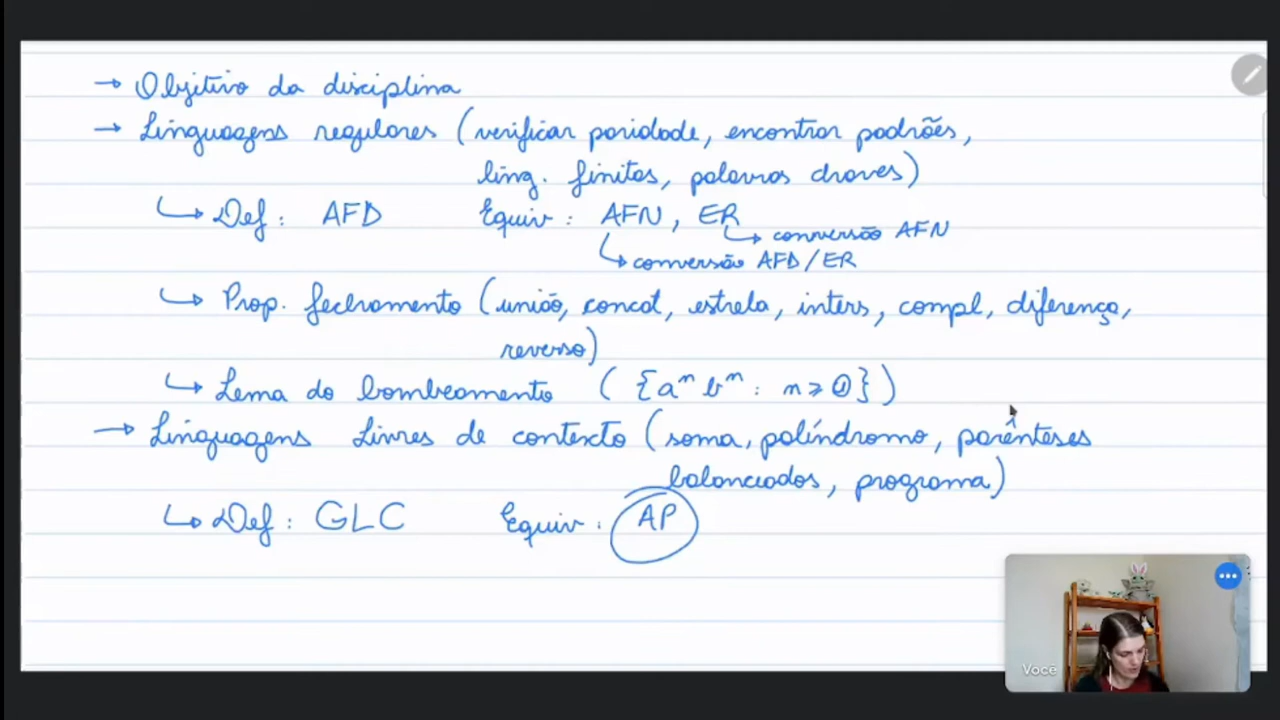 → Objetivo da disciplina
→ Linguagens regulares (verificar paridade, encontrar padrões,
ling. finitas, palavras chaves)
↳ Def: AFD Equiv: AFN, ER
↳ conversão AFN
↳ conversão AFD/ER
↳ Prop. fechamento (união, concat, estrela, inters, compl, diferença,
reverso)
↳ Lema do bombeamento ({aⁿbⁿ: n≥0})
→ Linguagens livres de contexto (soma, palíndromo, parênteses
balanceados, programa)
↳ Def: GLC Equiv: AP
Você